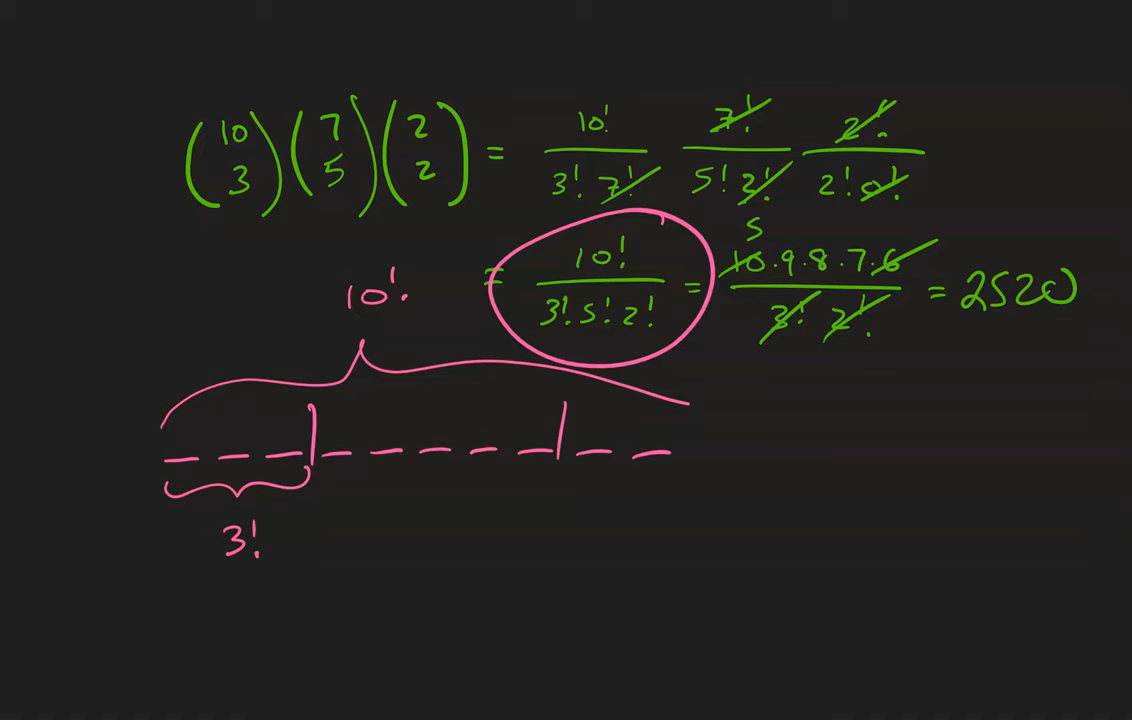 (10 3) (7 5) (2 2) = 10!/(3! 7!) 7!/(5! 2!) 2!/(2! 0!)
= 10!/(3! 5! 2!) = 5 10·9·8·7·6/(3! 2!) = 2520
10!
3!